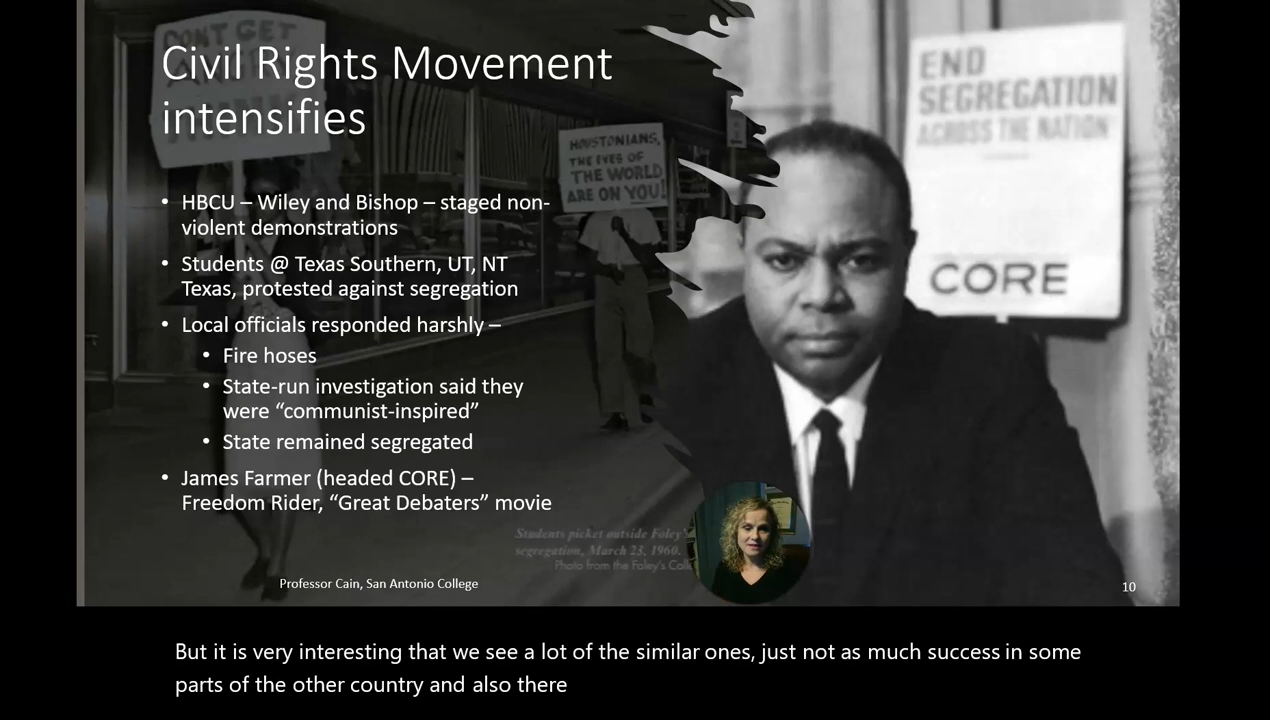 DONT GET
Civil Rights Movement
intensifies
END
SEGREGATION
ACROSS THE NATION
CORE
HOUSTONIANS,
THE EYES OF
THE WORLD
ARE ON YOU!
• HBCU – Wiley and Bishop – staged non-
violent demonstrations
• Students @ Texas Southern, UT, NT
Texas, protested against segregation
• Local officials responded harshly –
• Fire hoses
• State-run investigation said they
were “communist-inspired”
• State remained segregated
• James Farmer (headed CORE) –
Freedom Rider, “Great Debaters” movie
Students picket outside Foley's
segregation, March 23, 1960.
Photo from the Foley's
Professor Cain, San Antonio College
10
But it is very interesting that we see a lot of the similar ones, just not as much success in some
parts of the other country and also there